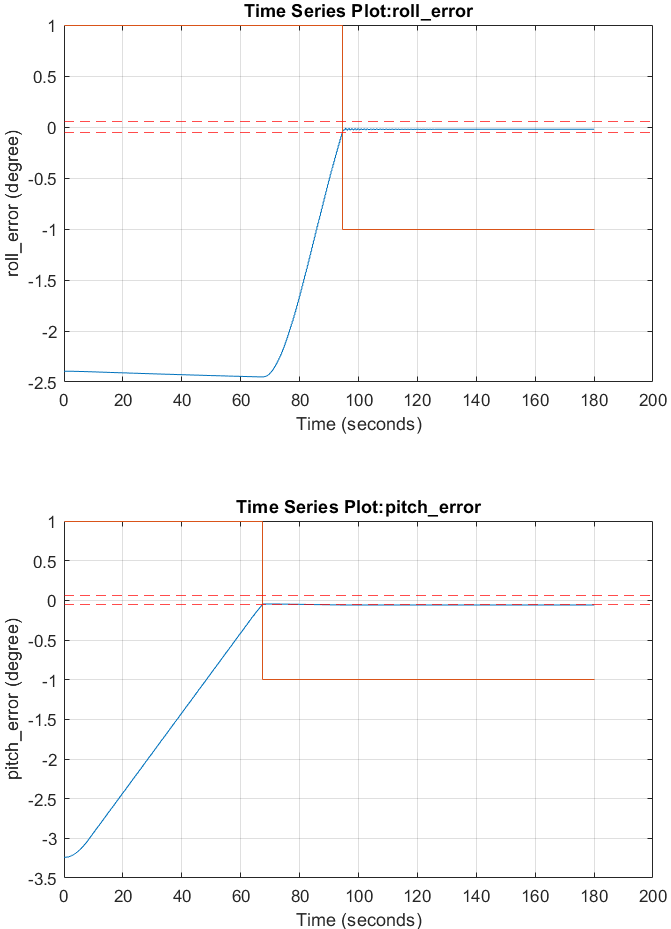 Time Series Plot:roll_error
1
0.5
0
-0.5
-1
-1.5
-2
-2.5
roll_error (degree)
0 20 40 60 80 100 120 140 160 180 200
Time (seconds)
Time Series Plot:pitch_error
1
0.5
0
-0.5
-1
-1.5
-2
-2.5
-3
-3.5
pitch_error (degree)
0 20 40 60 80 100 120 140 160 180 200
Time (seconds)